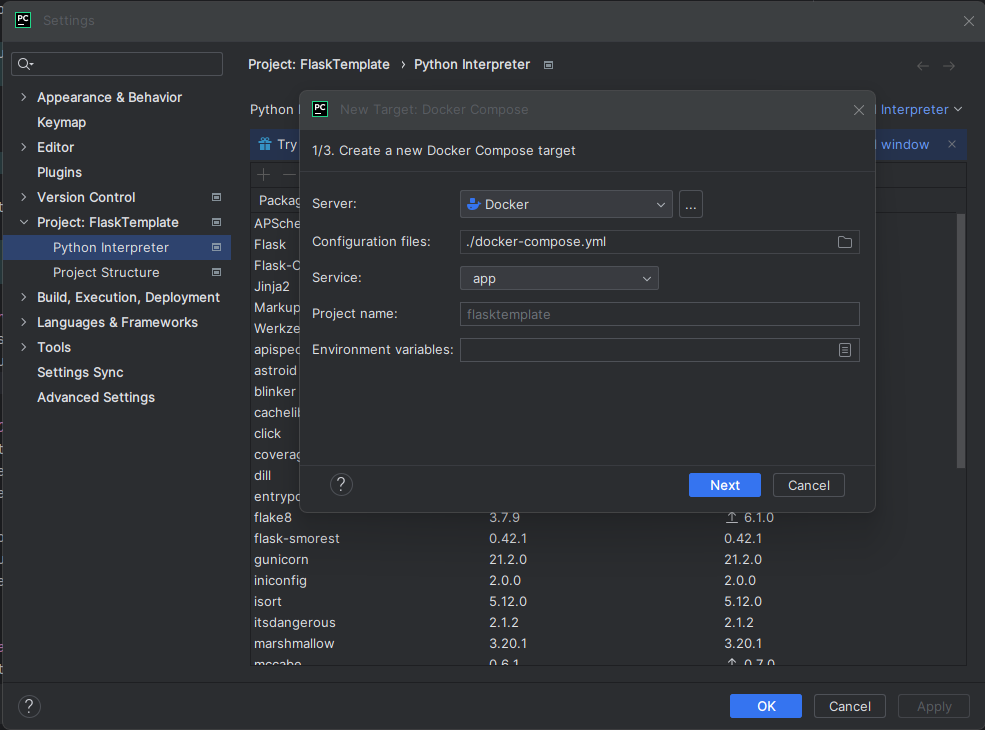 PC Settings
Project: FlaskTemplate › Python Interpreter
Appearance & Behavior
Keymap
Editor
Plugins
Version Control
Project: FlaskTemplate
Python Interpreter
Project Structure
Build, Execution, Deployment
Languages & Frameworks
Tools
Settings Sync
Advanced Settings
Python
Interpreter
Try
window
PC New Target: Docker Compose
1/3. Create a new Docker Compose target
Server: Docker ...
Configuration files: ./docker-compose.yml
Service: app
Project name: flasktemplate
Environment variables:
? Next Cancel
Packag
APSche
Flask
Flask-C
Jinja2
Markup
Werkze
apispec
astroid
blinker
cachelib
click
coverag
dill
entrypo
flake8 3.7.9 6.1.0
flask-smorest 0.42.1 0.42.1
gunicorn 21.2.0 21.2.0
iniconfig 2.0.0 2.0.0
isort 5.12.0 5.12.0
itsdangerous 2.1.2 2.1.2
marshmallow 3.20.1 3.20.1
mccabe 0.6.1 0.7.0
? OK Cancel Apply